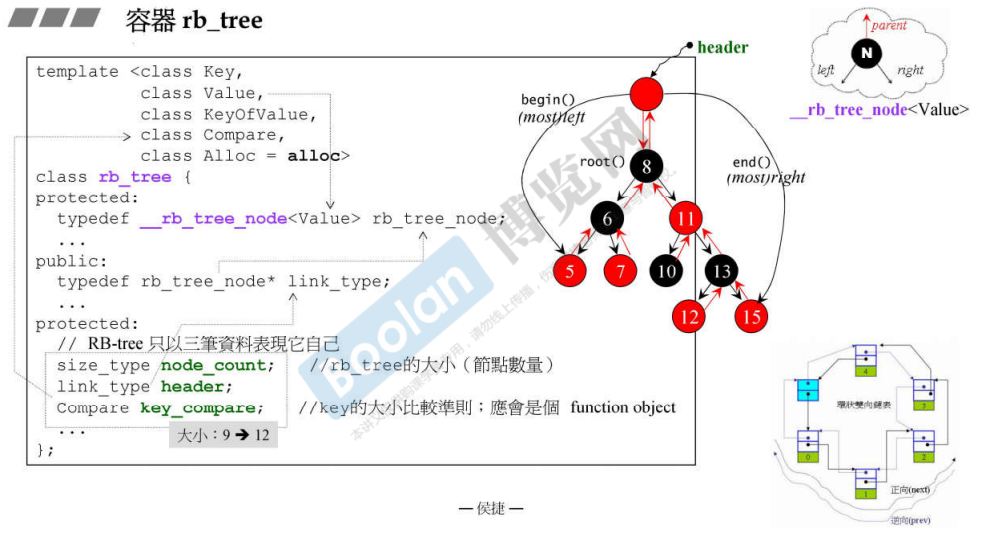 容器 rb_tree
template <class Key,
class Value,
class KeyOfValue,
class Compare,
class Alloc = alloc>
class rb_tree {
protected:
typedef __rb_tree_node<Value> rb_tree_node;
...
public:
typedef rb_tree_node* link_type;
...
protected:
// RB-tree 只以三筆資料表現它自己
size_type node_count; //rb_tree的大小（節點數量）
link_type header;
Compare key_compare; //key的大小比較準則；應會是個 function object
...
大小：9 ➔ 12
};
header
begin()
(most)left
root()
end()
(most)right
8
6
11
5
7
10
13
12
15
parent
N
left
right
__rb_tree_node<Value>
4
環狀雙向鏈表
3
0
2
1
正向(next)
逆向(prev)
Boolan
博览网
— 侯捷 —